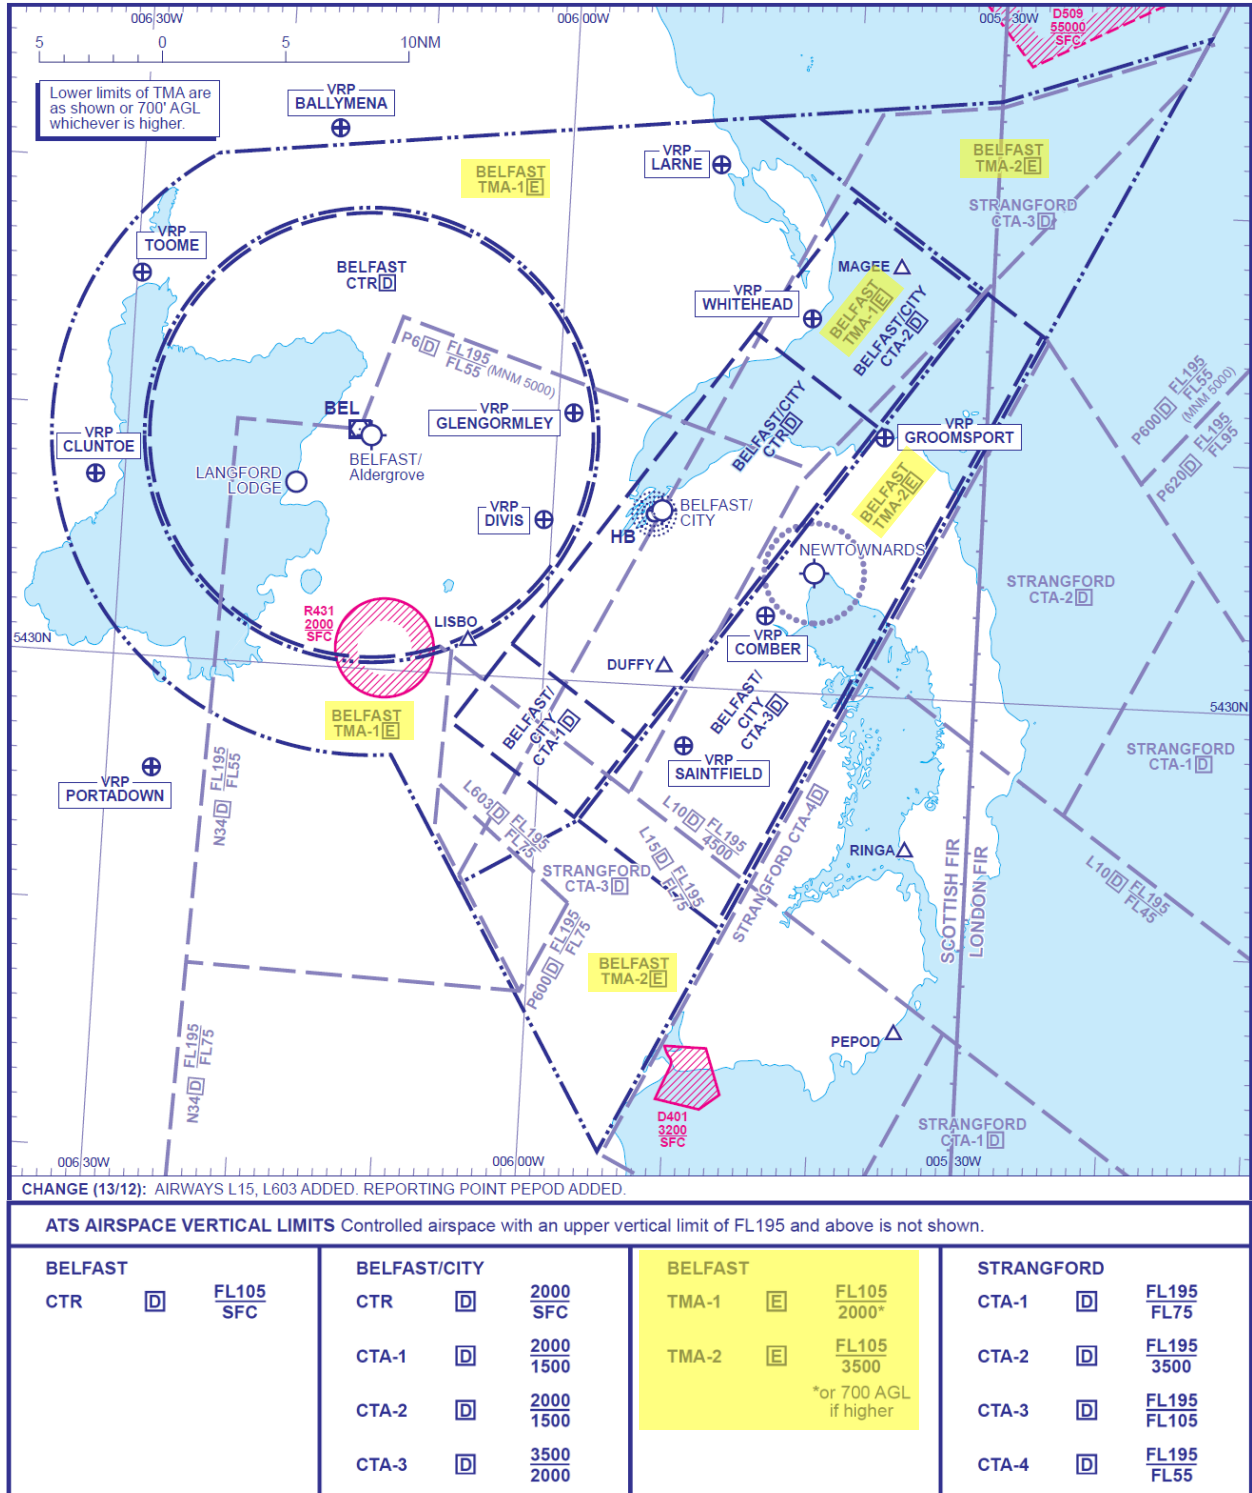 006 30W
006 00W
005 30W
D509
55000
SFC
5 0 5 10NM
Lower limits of TMA are
as shown or 700' AGL
whichever is higher.
VRP
BALLYMENA
VRP
LARNE
BELFAST
TMA-1 E
BELFAST
TMA-2 E
STRANGFORD
CTA-3 D
VRP
TOOME
BELFAST
CTR D
MAGEE
VRP
WHITEHEAD
BELFAST
TMA-1 E
BELFAST/CITY
CTA-2 D
P6 D FL195
FL55 (MNM 5000)
P600 D FL195
FL55
(MNM 5000)
P620 D FL195
FL95
BEL
VRP
GLENGORMLEY
BELFAST/CITY
CTR D
VRP
GROOMSPORT
VRP
CLUNTOE
BELFAST/
Aldergrove
LANGFORD
LODGE
BELFAST
TMA-2 E
VRP
DIVIS
BELFAST/
CITY
HB
NEWTOWNARDS
STRANGFORD
CTA-2 D
R431
2000
SFC
LISBO
5430N
VRP
COMBER
DUFFY
BELFAST
TMA-1 E
BELFAST/
CITY
CTA-1 D
BELFAST/
CITY
CTA-3 D
5430N
VRP
SAINTFIELD
STRANGFORD
CTA-1 D
VRP
PORTADOWN
N34 D FL195
FL55
L603 D FL195
FL75
L10 D FL195
4500
L15 D FL195
FL75
STRANGFORD CTA-4 D
RINGA
STRANGFORD
CTA-3 D
L10 D FL195
FL45
SCOTTISH FIR
LONDON FIR
P600 D FL195
FL75
BELFAST
TMA-2 E
N34 D FL195
FL75
PEPOD
D401
3200
SFC
STRANGFORD
CTA-1 D
006 30W
006 00W
005 30W
CHANGE (13/12): AIRWAYS L15, L603 ADDED. REPORTING POINT PEPOD ADDED.
ATS AIRSPACE VERTICAL LIMITS Controlled airspace with an upper vertical limit of FL195 and above is not shown.
BELFAST
CTR D FL105
SFC
BELFAST/CITY
CTR D 2000
SFC
CTA-1 D 2000
1500
CTA-2 D 2000
1500
CTA-3 D 3500
2000
BELFAST
TMA-1 E FL105
2000*
TMA-2 E FL105
3500
*or 700 AGL
if higher
STRANGFORD
CTA-1 D FL195
FL75
CTA-2 D FL195
3500
CTA-3 D FL195
FL105
CTA-4 D FL195
FL55